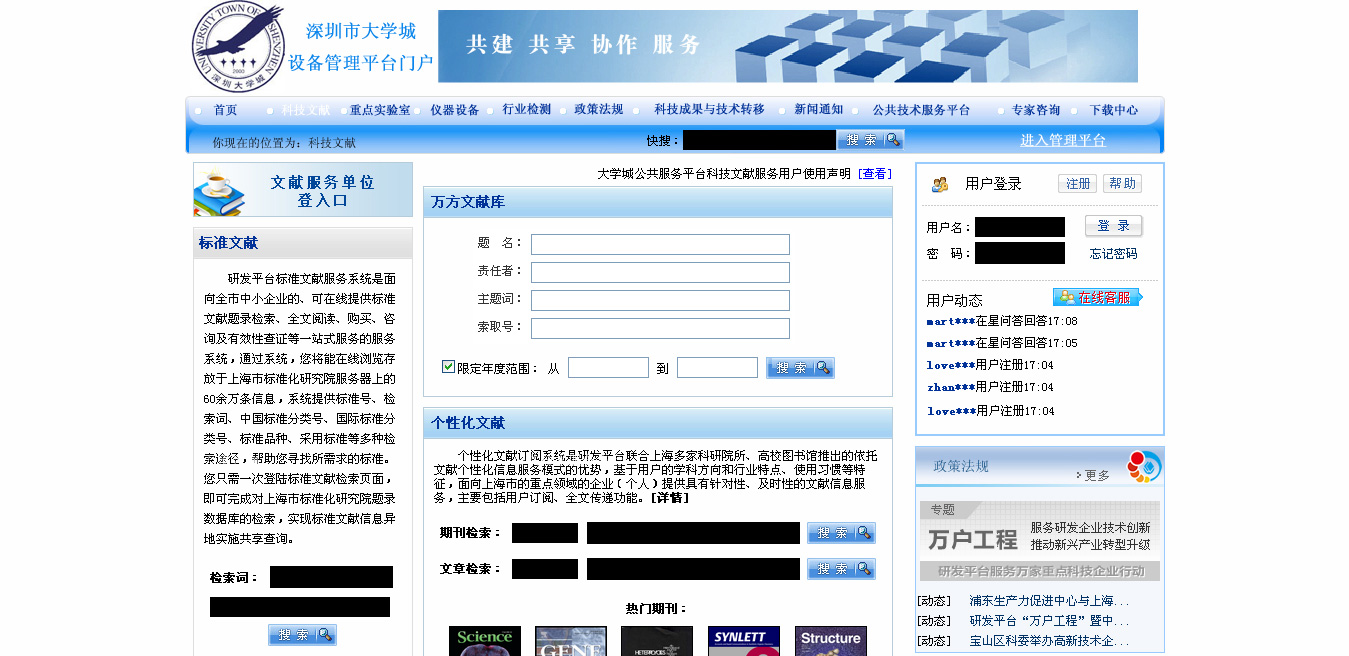 UNIVERSITY TOWN OF SHENZHEN
2000
深圳大学城
深圳市大学城
设备管理平台门户
共建 共享 协作 服务
首页 科技文献 重点实验室 仪器设备 行业检测 政策法规 科技成果与技术转移 新闻通知 公共技术服务平台 专家咨询 下载中心
你现在的位置为：科技文献
快搜：
搜 索
进入管理平台
文献服务单位
登入口
标准文献
研发平台标准文献服务系统是面
向全市中小企业的、可在线提供标准
文献题录检索、全文阅读、购买、咨
询及有效性查证等一站式服务的服务
系统，通过系统，您将能在线浏览存
放于上海市标准化研究院服务器上的
60余万条信息，系统提供标准号、检
索词、中国标准分类号、国际标准分
类号、标准品种、采用标准等多种检
索途径，帮助您寻找所需求的标准。
您只需一次登陆标准文献检索页面，
即可完成对上海市标准化研究院题录
数据库的检索，实现标准文献信息异
地实施共享查询。
检索词：
搜 索
大学城公共服务平台科技文献服务用户使用声明 [查看]
万方文献库
题 名：
责任者：
主题词：
索取号：
限定年度范围： 从 到 搜 索
个性化文献
个性化文献订阅系统是研发平台联合上海多家科研院所、高校图书馆推出的依托
文献个性化信息服务模式的优势，基于用户的学科方向和行业特点、使用习惯等特
征，面向上海市的重点领域的企业（个人）提供具有针对性、及时性的文献信息服
务，主要包括用户订阅、全文传递功能。[详情]
期刊检索： 搜 索
文章检索： 搜 索
热门期刊：
Science
GENE
HETEROCYCLES
SYNLETT
Structure
用户登录 注册 帮助
用户名： 登 录
密 码： 忘记密码
用户动态 在线客服
mart***在星问答回答17:08
mart***在星问答回答17:05
love***用户注册17:04
zhan***用户注册17:04
love***用户注册17:04
政策法规
更多
专题
万户工程
服务研发企业技术创新
推动新兴产业转型升级
研发平台服务万家重点科技企业行动
[动态] 浦东生产力促进中心与上海...
[动态] 研发平台“万户工程”暨中...
[动态] 宝山区科委举办高新技术企...